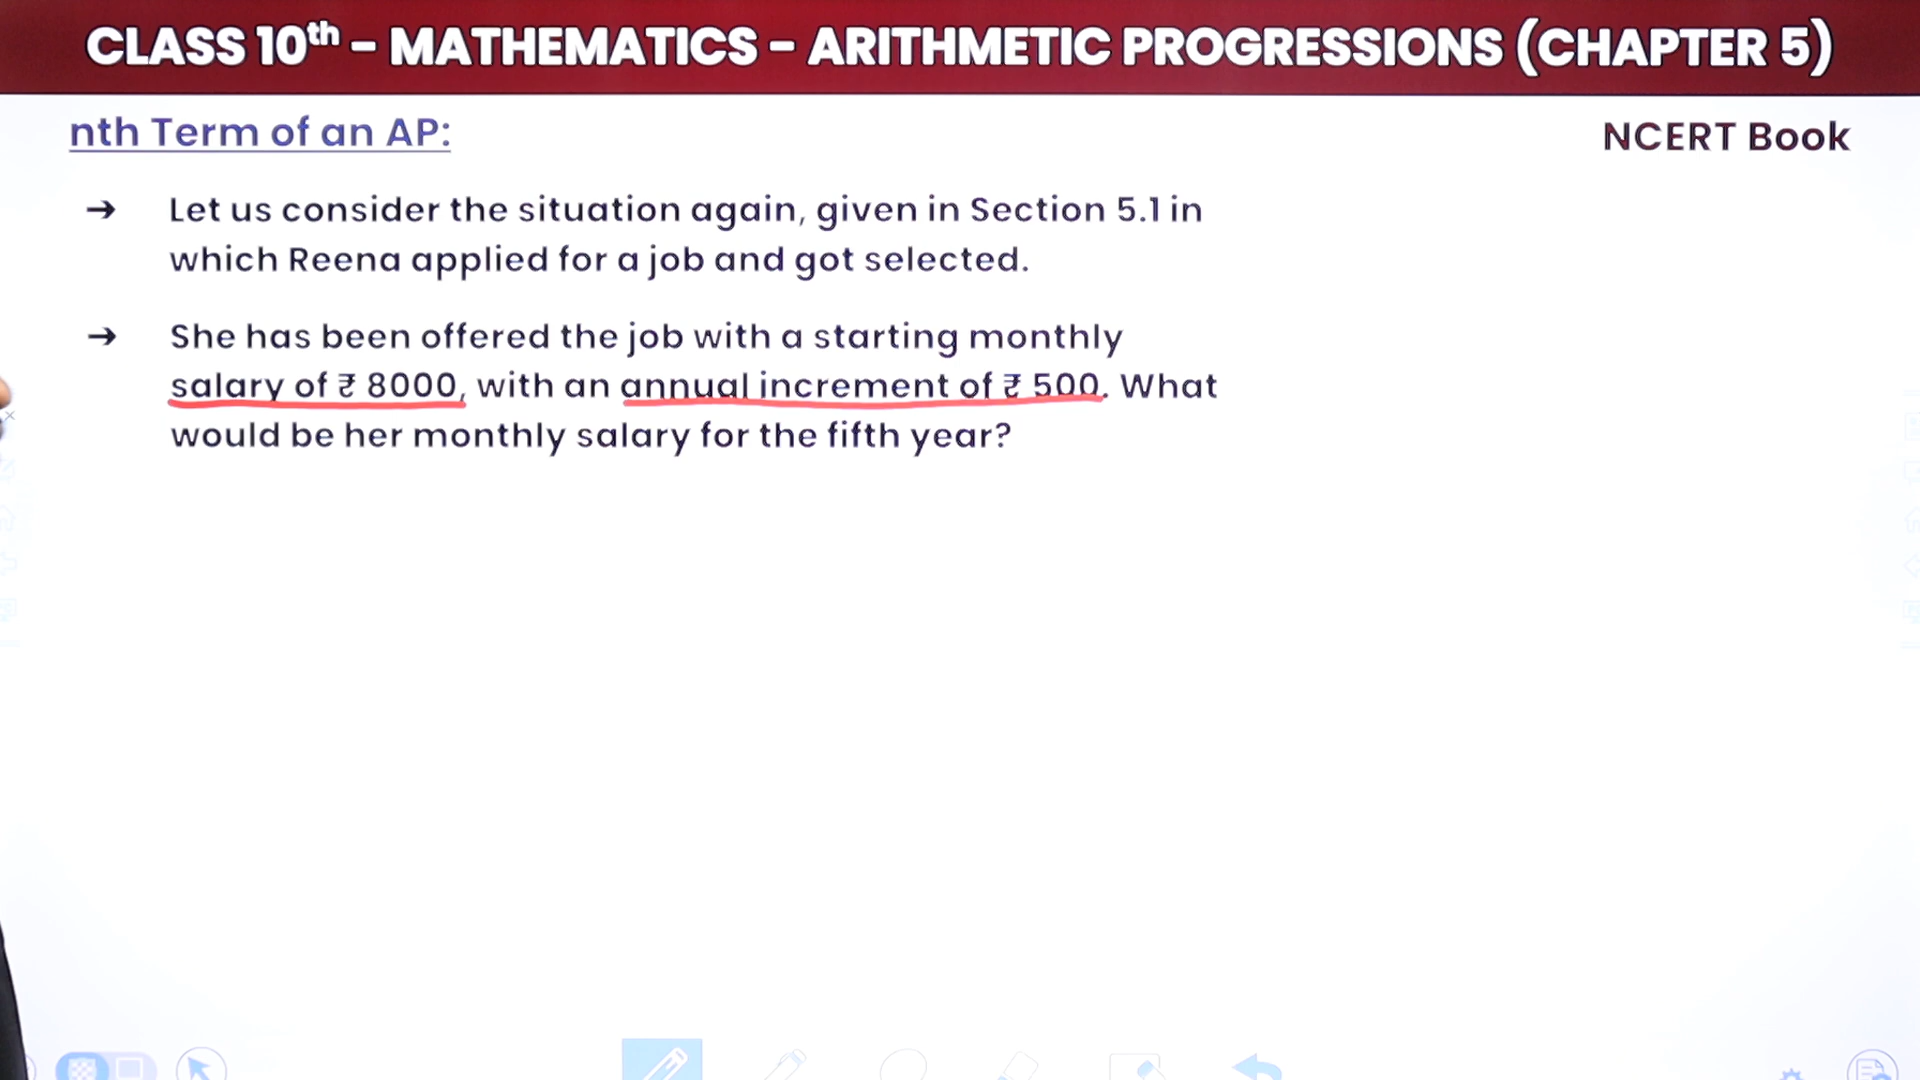 CLASS 10th – MATHEMATICS – ARITHMETIC PROGRESSIONS (CHAPTER 5)
nth Term of an AP:
NCERT Book
→ Let us consider the situation again, given in Section 5.1 in
which Reena applied for a job and got selected.
→ She has been offered the job with a starting monthly
salary of ₹ 8000, with an annual increment of ₹ 500. What
would be her monthly salary for the fifth year?